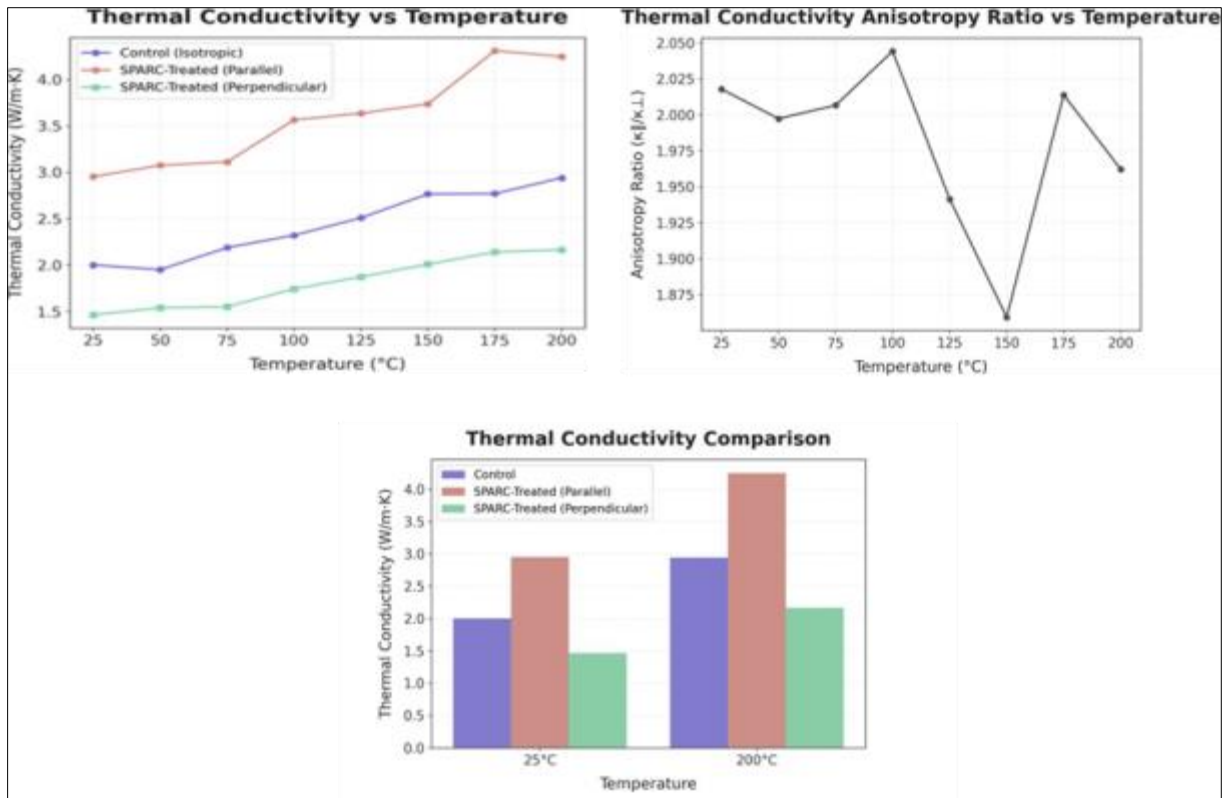 Thermal Conductivity vs Temperature
Control (Isotropic)
SPARC-Treated (Parallel)
SPARC-Treated (Perpendicular)
Thermal Conductivity (W/m·K)
4.0
3.5
3.0
2.5
2.0
1.5
25 50 75 100 125 150 175 200
Temperature (°C)
Thermal Conductivity Anisotropy Ratio vs Temperature
Anisotropy Ratio (κ∥/κ⊥)
2.050
2.025
2.000
1.975
1.950
1.925
1.900
1.875
25 50 75 100 125 150 175 200
Temperature (°C)
Thermal Conductivity Comparison
Control
SPARC-Treated (Parallel)
SPARC-Treated (Perpendicular)
Thermal Conductivity (W/m·K)
4.0
3.5
3.0
2.5
2.0
1.5
1.0
0.5
0.0
25°C 200°C
Temperature